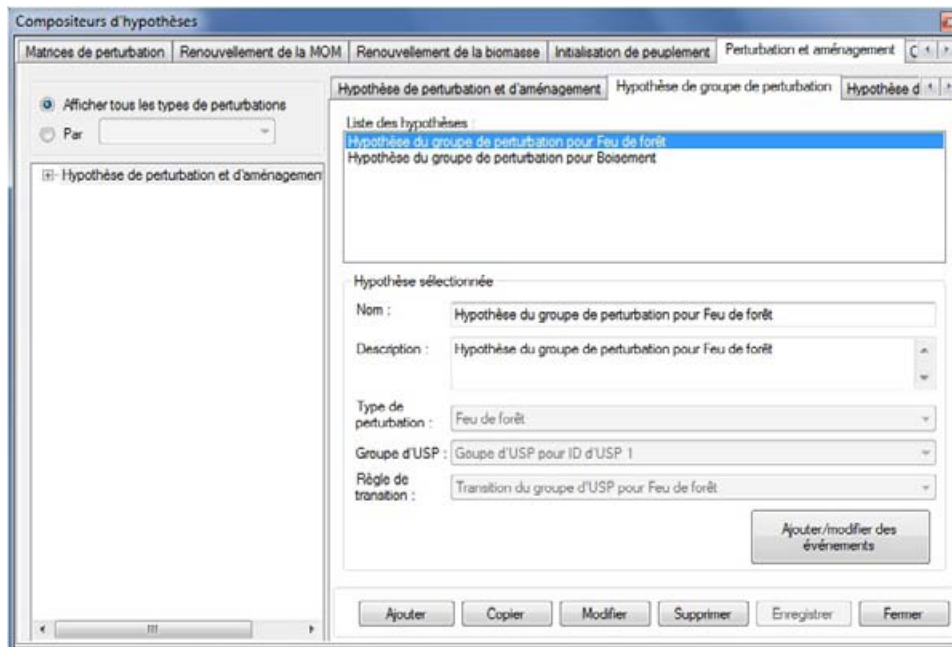 Compositeurs d'hypothèses
Matrices de perturbation Renouvellement de la MOM Renouvellement de la biomasse Initialisation de peuplement Perturbation et aménagement
Afficher tous les types de perturbations
Par
Hypothèse de perturbation et d'aménagemen
Hypothèse de perturbation et d'aménagement Hypothèse de groupe de perturbation Hypothèse d
Liste des hypothèses :
Hypothèse du groupe de perturbation pour Feu de forêt
Hypothèse du groupe de perturbation pour Boisement
Hypothèse sélectionnée
Nom : Hypothèse du groupe de perturbation pour Feu de forêt
Description : Hypothèse du groupe de perturbation pour Feu de forêt
Type de
perturbation : Feu de forêt
Groupe d'USP : Goupe d'USP pour ID d'USP 1
Règle de
transition : Transition du groupe d'USP pour Feu de forêt
Ajouter/modifier des
événements
Ajouter Copier Modifier Supprimer Enregistrer Fermer